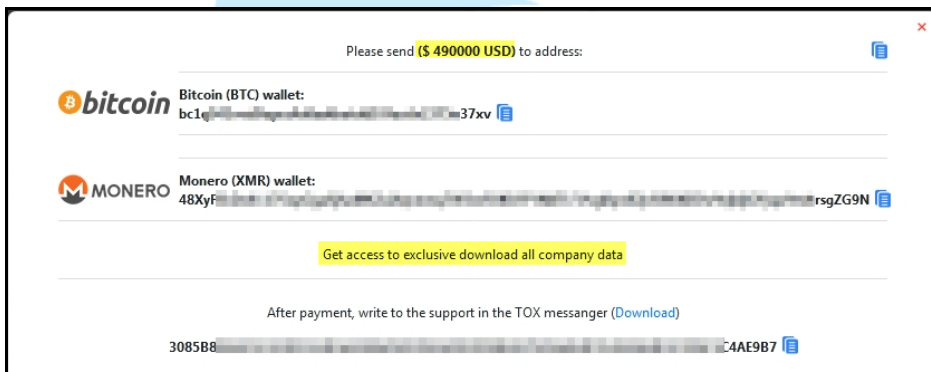 Please send ($ 490000 USD) to address:
bitcoin
Bitcoin (BTC) wallet:
bc1q 37xv
MONERO
Monero (XMR) wallet:
48XyF rsgZG9N
Get access to exclusive download all company data
After payment, write to the support in the TOX messanger (Download)
3085B8 C4AE9B7